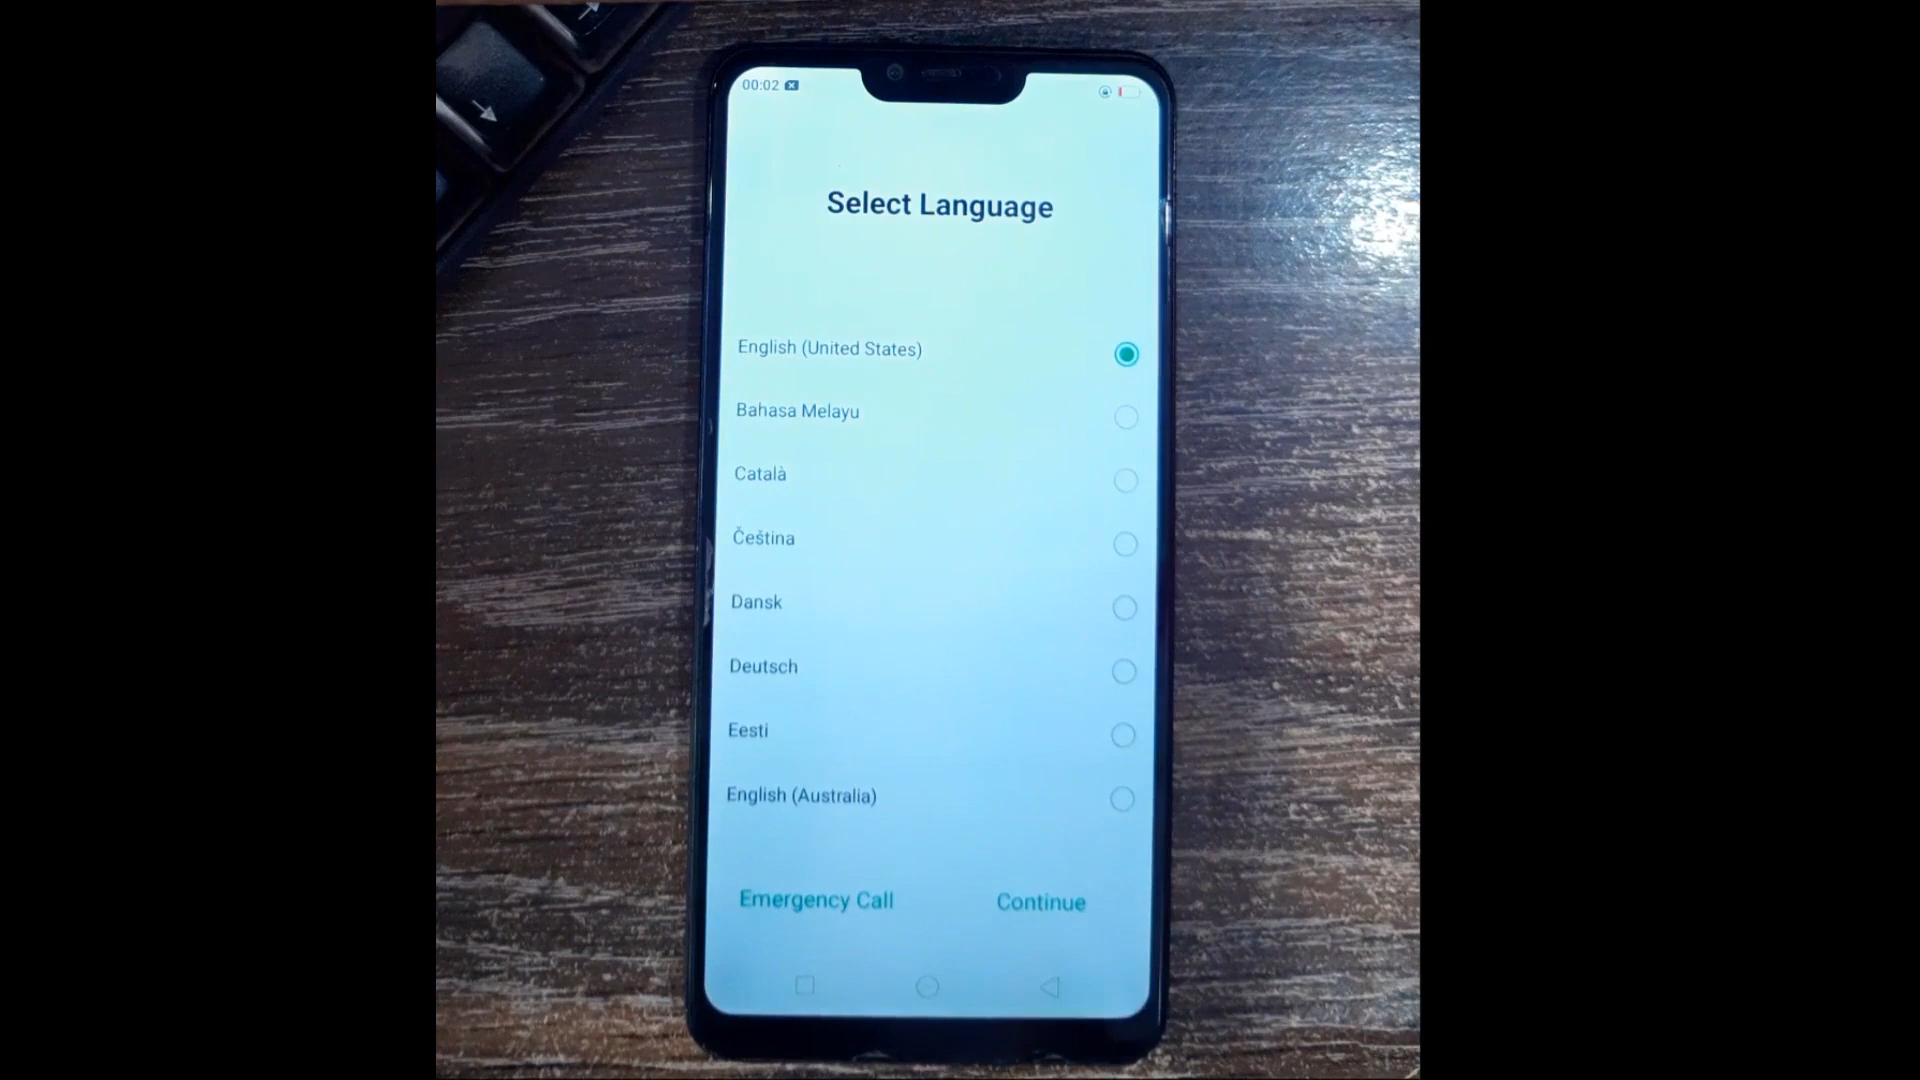 00:02
Select Language
English (United States)
Bahasa Melayu
Català
Čeština
Dansk
Deutsch
Eesti
English (Australia)
Emergency Call
Continue